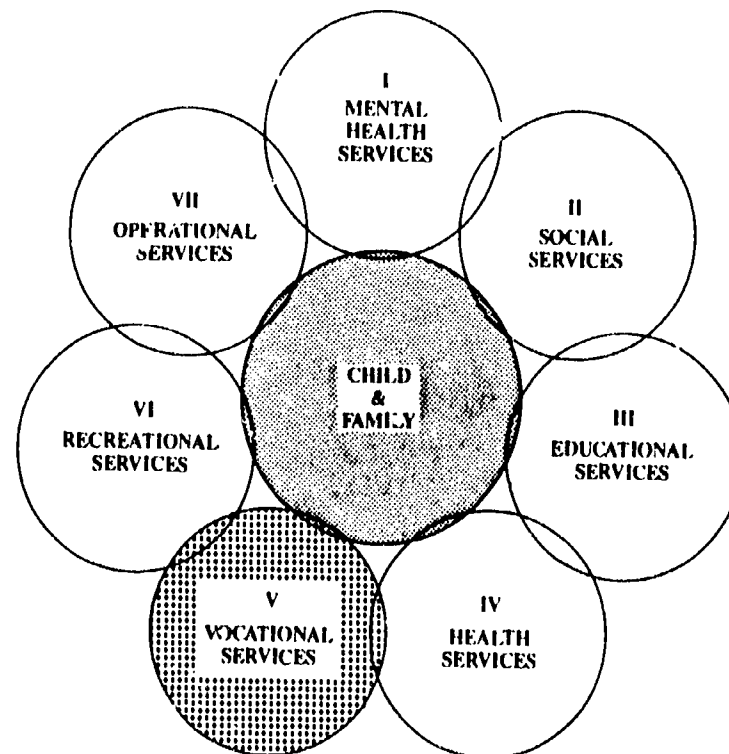 I
MENTAL
HEALTH
SERVICES
II
SOCIAL
SERVICES
III
EDUCATIONAL
SERVICES
IV
HEALTH
SERVICES
V
VOCATIONAL
SERVICES
VI
RECREATIONAL
SERVICES
VII
OPERATIONAL
SERVICES
CHILD
&
FAMILY